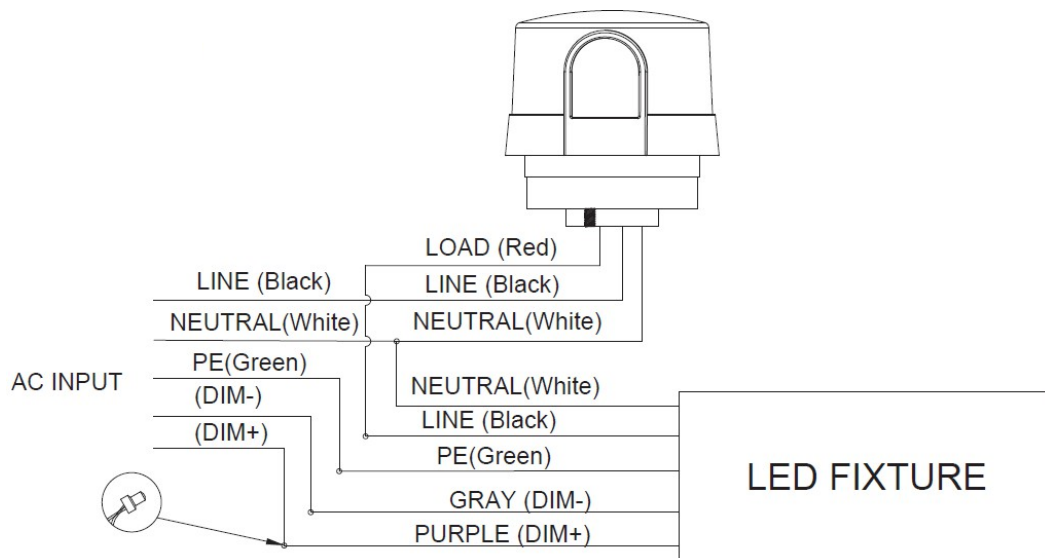 LOAD (Red)
LINE (Black)
LINE (Black)
NEUTRAL(White)
NEUTRAL(White)
PE(Green)
AC INPUT
(DIM-)
(DIM+)
NEUTRAL(White)
LINE (Black)
PE(Green)
GRAY (DIM-)
PURPLE (DIM+)
LED FIXTURE